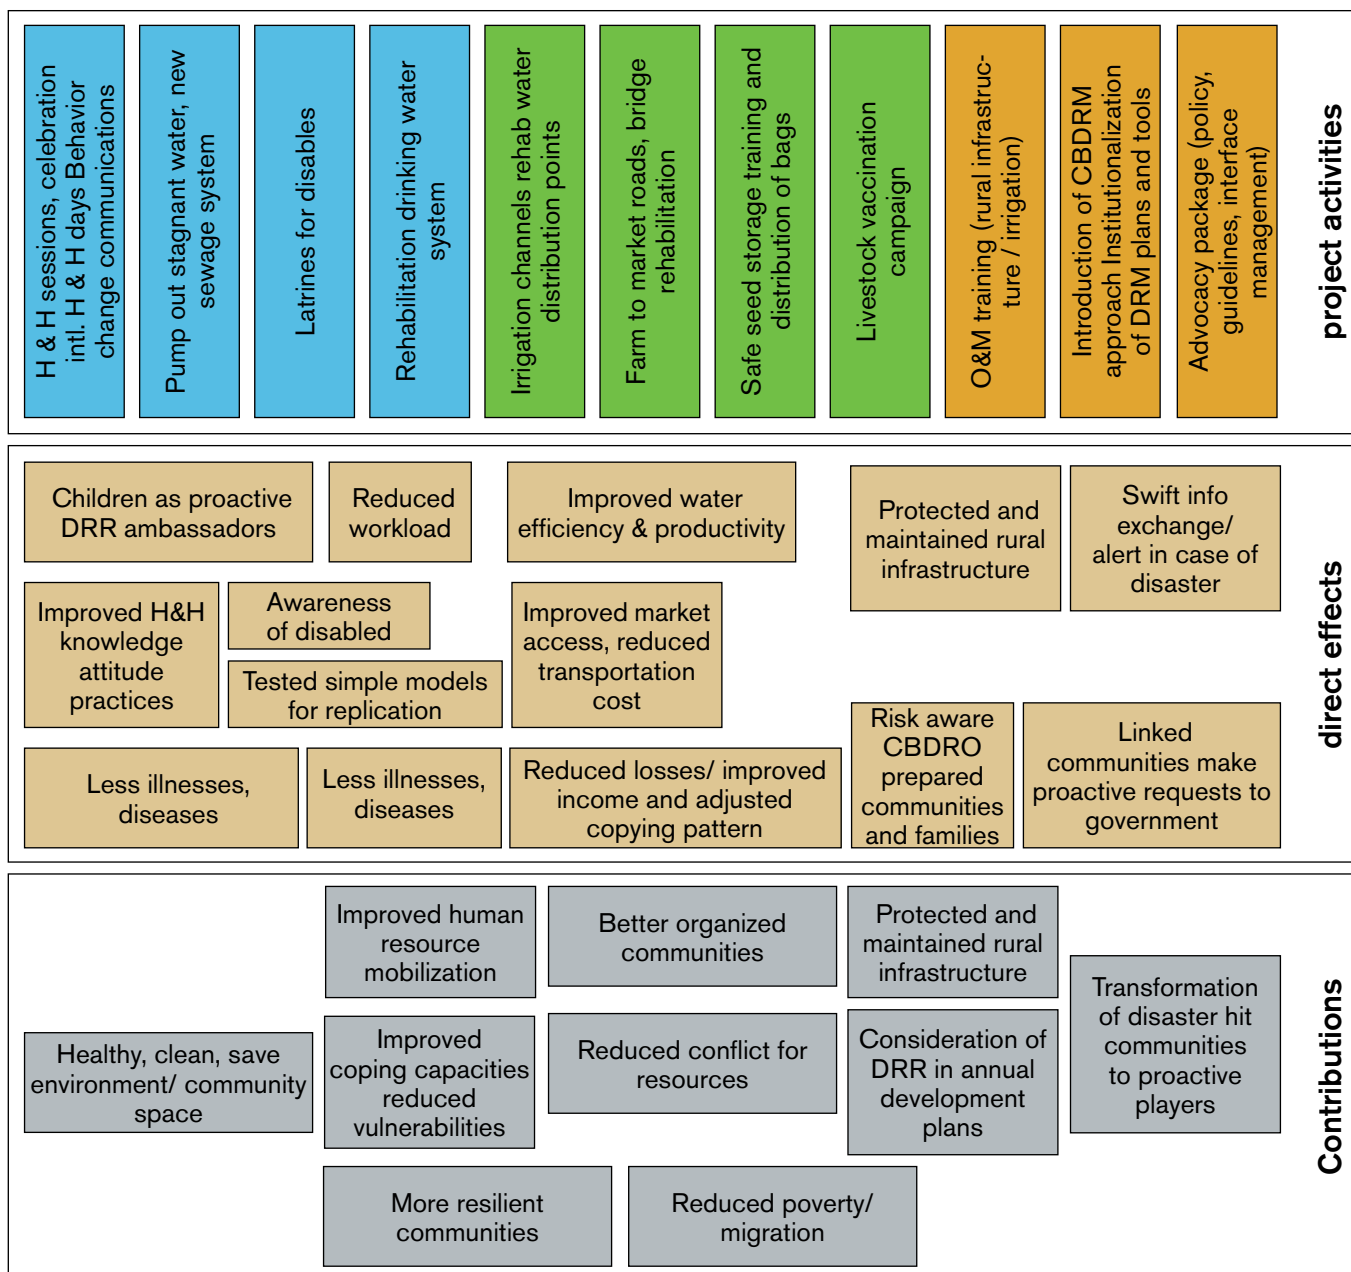 H & H sessions, celebration
intl. H & H days Behavior
change communications
Pump out stagnant water, new
sewage system
Latrines for disables
Rehabilitation drinking water
system
Irrigation channels rehab water
distribution points
Farm to market roads, bridge
rehabilitation
Safe seed storage training and
distribution of bags
Livestock vaccination
campaign
O&M training (rural infrastruc-
ture / irrigation)
Introduction of CBDRM
approach Institutionalization
of DRM plans and tools
Advocacy package (policy,
guidelines, interface
management)
project activities
Children as proactive
DRR ambassadors
Reduced
workload
Improved water
efficiency & productivity
Protected and
maintained rural
infrastructure
Swift info
exchange/
alert in case of
disaster
Improved H&H
knowledge
attitude
practices
Awareness
of disabled
Tested simple models
for replication
Improved market
access, reduced
transportation
cost
Less illnesses,
diseases
Less illnesses,
diseases
Reduced losses/ improved
income and adjusted
copying pattern
Risk aware
CBDRO
prepared
communities
and families
Linked
communities make
proactive requests to
government
direct effects
Improved human
resource
mobilization
Better organized
communities
Protected and
maintained rural
infrastructure
Transformation
of disaster hit
communities
to proactive
players
Healthy, clean, save
environment/ community
space
Improved
coping capacities
reduced
vulnerabilities
Reduced conflict for
resources
Consideration of
DRR in annual
development
plans
More resilient
communities
Reduced poverty/
migration
Contributions